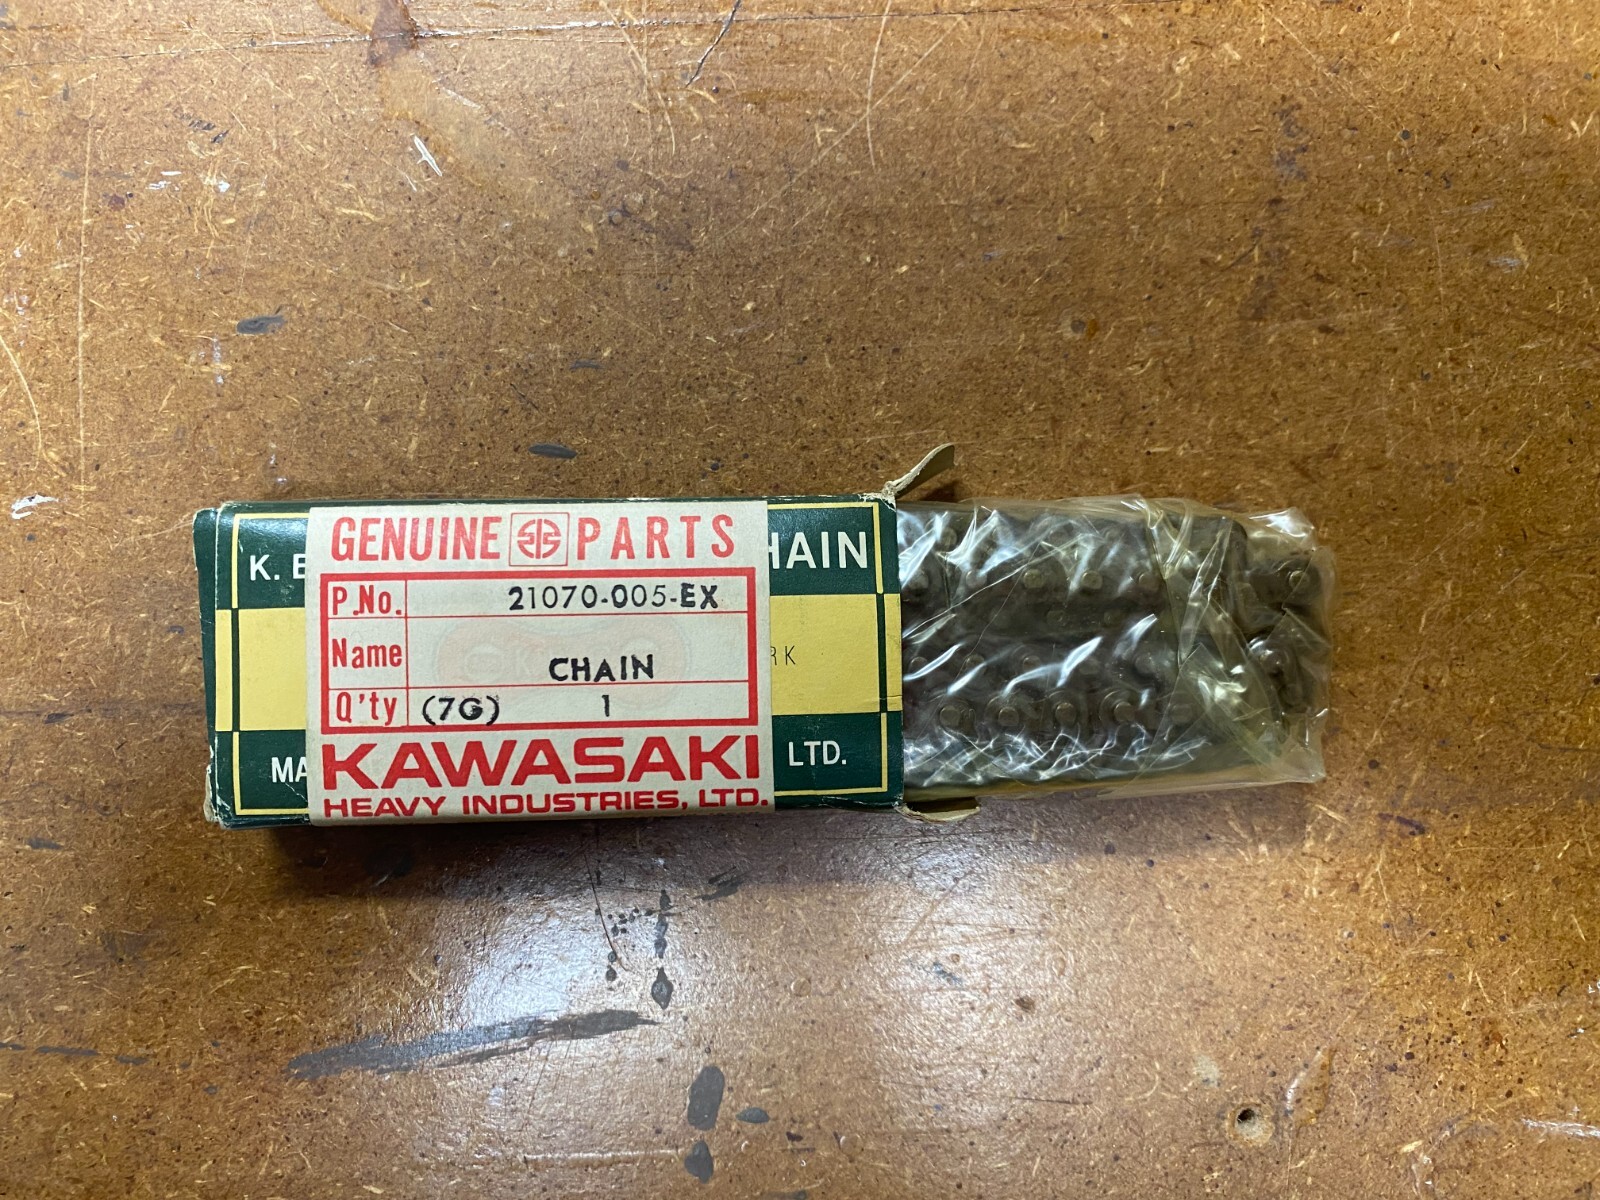 GENUINE PARTS
K. HAIN
P.No. 21070-005-EX
Name CHAIN
RK
Q'ty (7G) 1
MA LTD.
KAWASAKI
HEAVY INDUSTRIES, LTD.